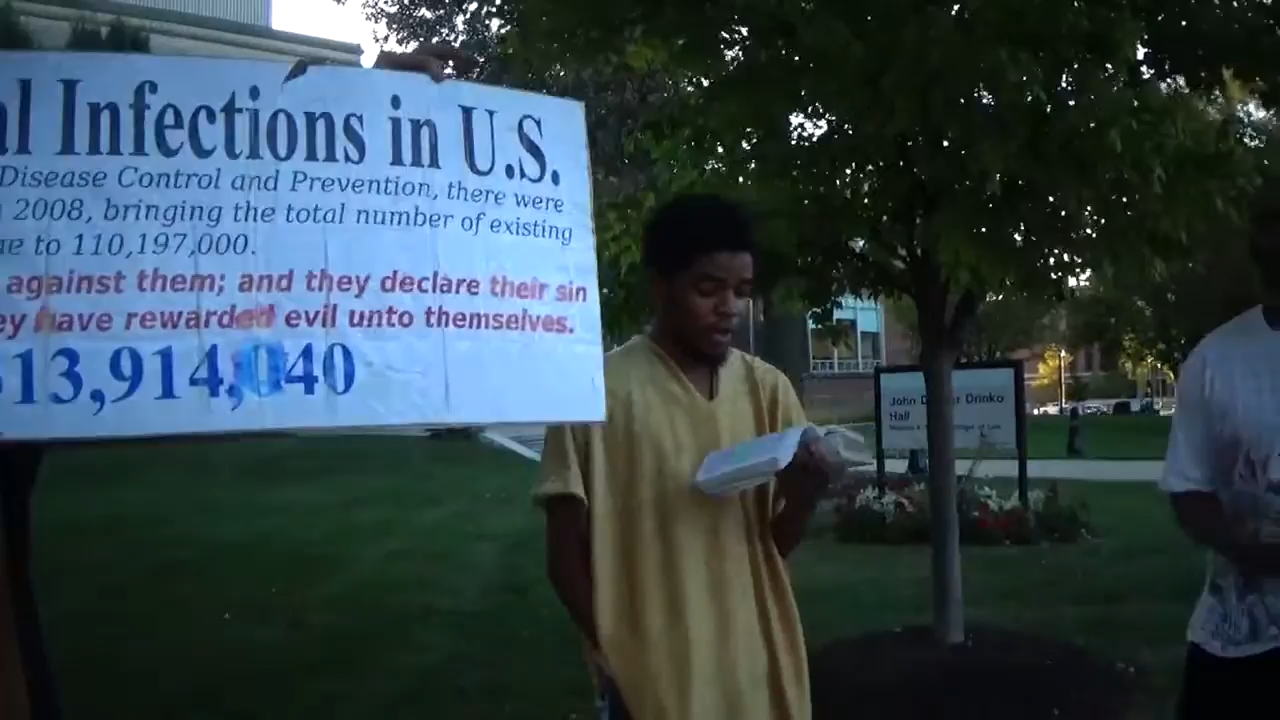 al Infections in U.S.
Disease Control and Prevention, there were
2008, bringing the total number of existing
ue to 110,197,000.
against them; and they declare their sin
ey have rewarded evil unto themselves.
13,914,040
John Drinko
Hall